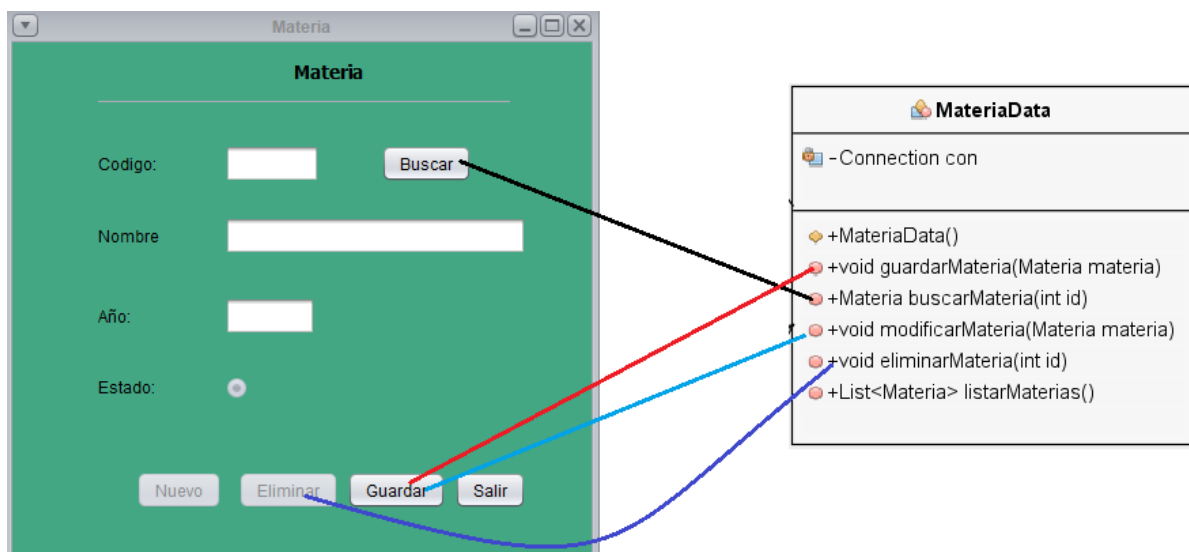 Materia
Materia
Codigo:
Buscar
Nombre
Año:
Estado:
Nuevo
Eliminar
Guardar
Salir
MateriaData
-Connection con
+MateriaData()
+void guardarMateria(Materia materia)
+Materia buscarMateria(int id)
+void modificarMateria(Materia materia)
+void eliminarMateria(int id)
+List<Materia> listarMaterias()